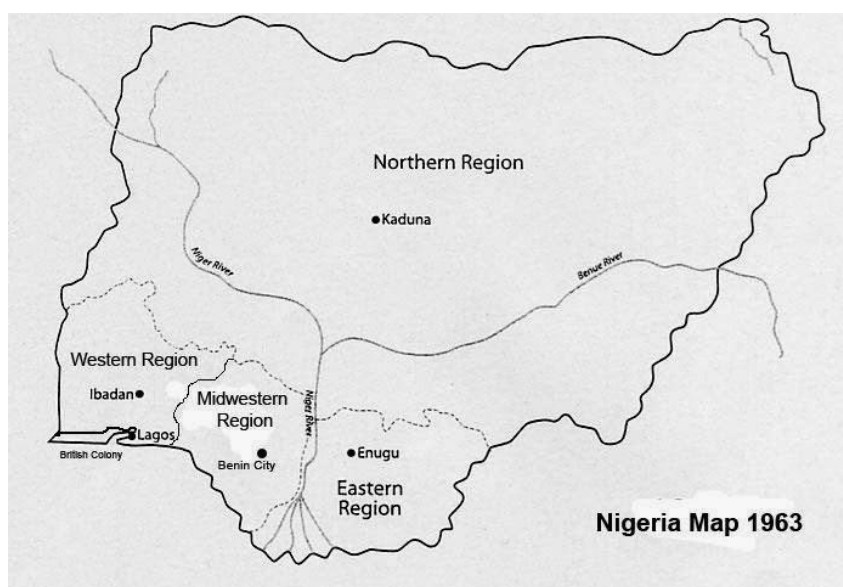 Northern Region
Kaduna
Niger River
Benue River
Western Region
Ibadan
Midwestern
Region
Niger River
Lagos
British Colony
Benin City
Enugu
Eastern
Region
Nigeria Map 1963